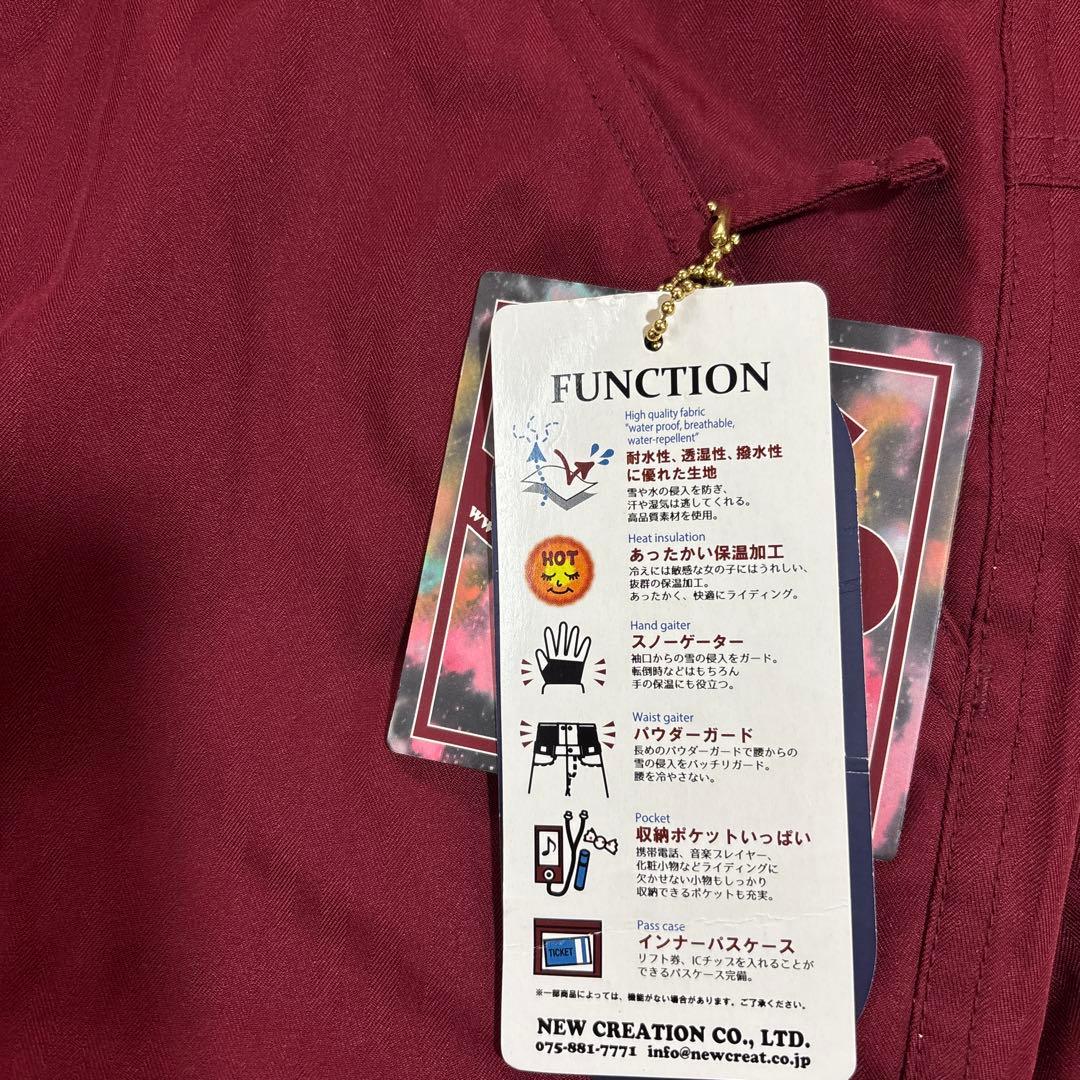 FUNCTION
High quality fabric
"water proof, breathable,
water-repellent"
耐水性、透湿性、撥水性
に優れた生地
雪や水の侵入を防ぎ、
汗や湿気は逃してくれる。
高品質素材を使用。
HOT
Heat insulation
あったかい保温加工
冷えには敏感な女の子にはうれしい、
抜群の保温加工。
あったかく、快適にライディング。
Hand gaiter
スノーゲーター
袖口からの雪の侵入をガード。
転倒時などはもちろん
手の保温にも役立つ。
Waist gaiter
パウダーガード
長めのパウダーガードで腰からの
雪の侵入をバッチリガード。
腰を冷やさない。
Pocket
収納ポケットいっぱい
携帯電話、音楽プレイヤー、
化粧小物などライディングに
欠かせない小物もしっかり
収納できるポケットも充実。
TICKET
Pass case
インナーパスケース
リフト券、ICチップを入れることが
できるパスケース完備。
※一部商品によっては、機能がない場合があります。ご了承ください。
NEW CREATION CO., LTD.
075-881-7771 info@newcreat.co.jp